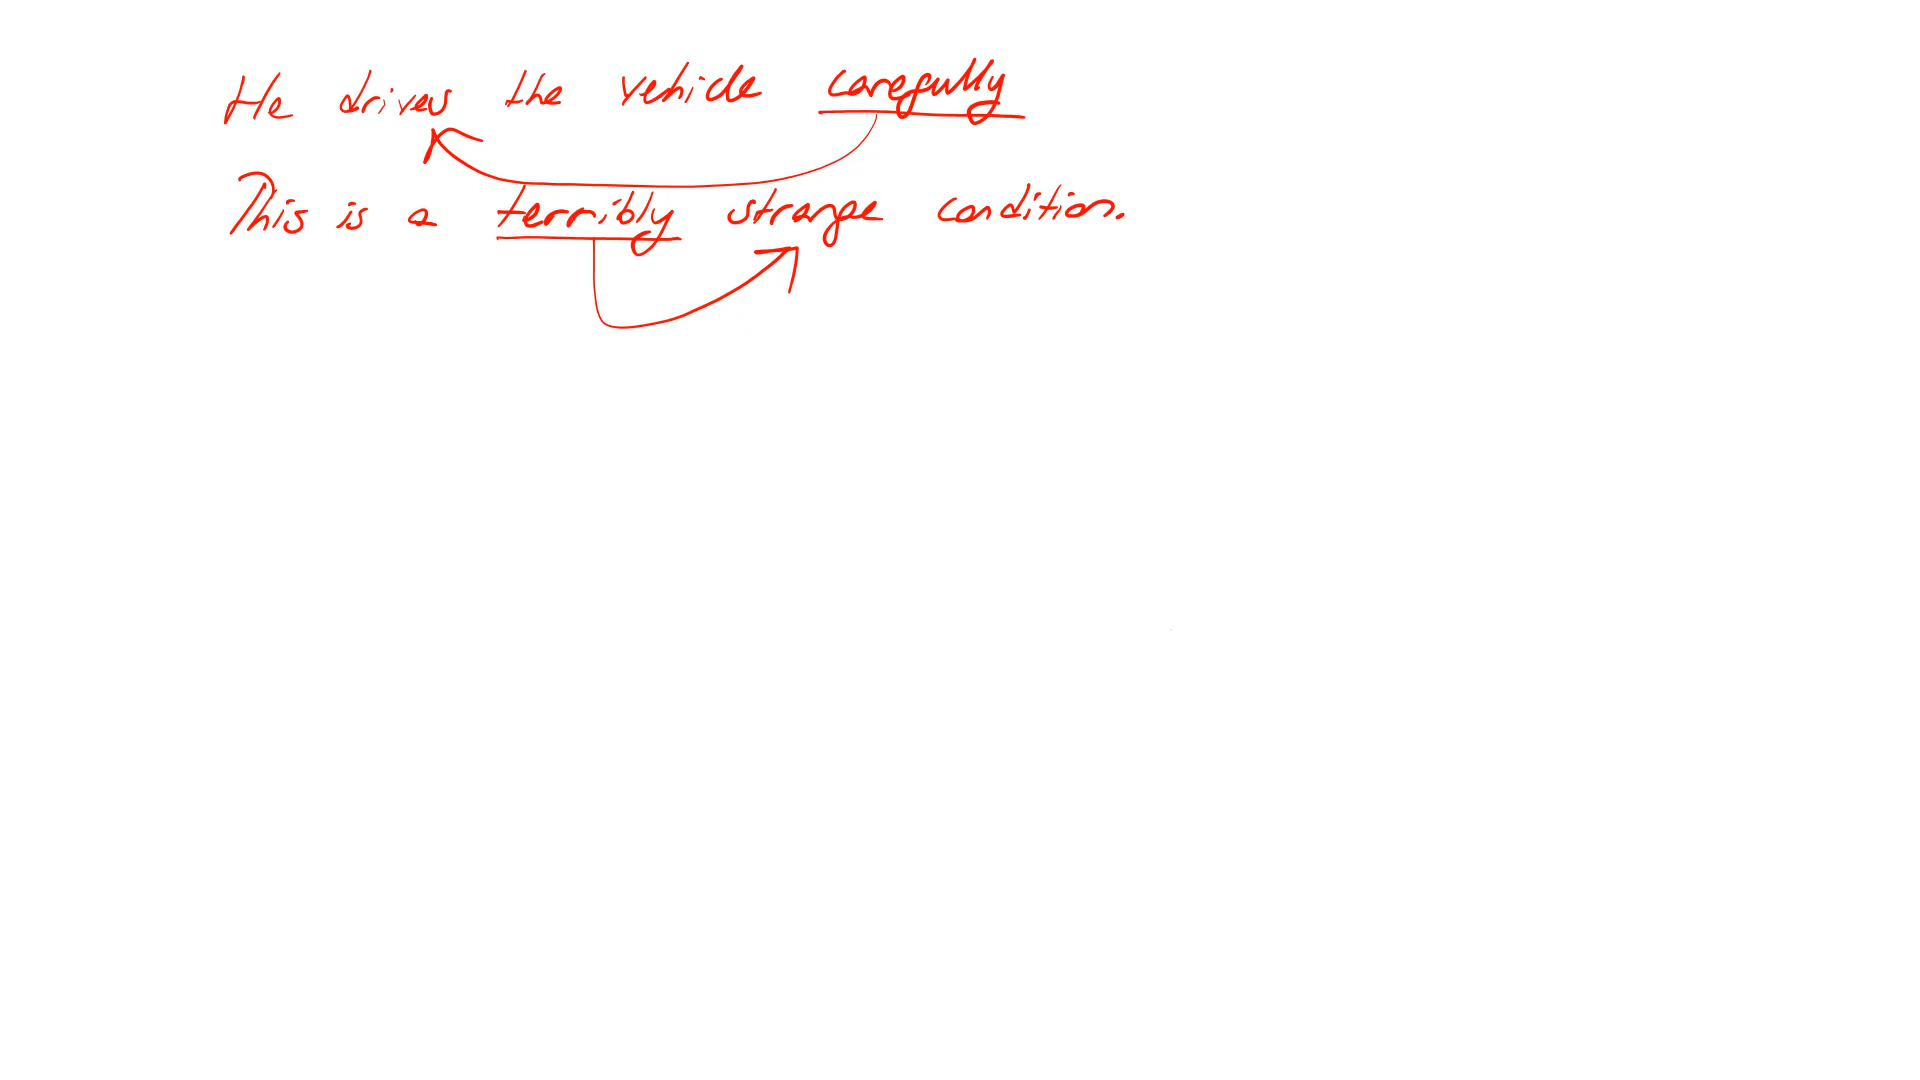 He drives the vehicle carefully
This is a terribly strange condition.